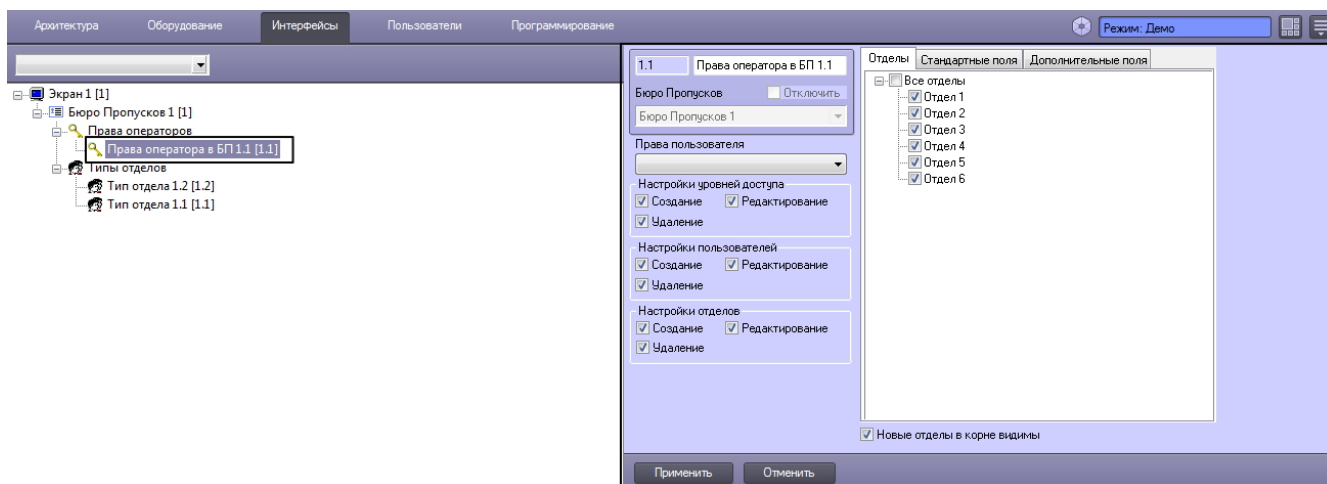 Архитектура Оборудование Интерфейсы Пользователи Программирование Режим: Демо
Экран 1 [1]
Бюро Пропусков 1 [1]
Права операторов
Права оператора в БП 1.1 [1.1]
Типы отделов
Тип отдела 1.2 [1.2]
Тип отдела 1.1 [1.1]
1.1 Права оператора в БП 1.1
Бюро Пропусков Отключить
Бюро Пропусков 1
Права пользователя
Настройки уровней доступа
Создание Редактирование
Удаление
Настройки пользователей
Создание Редактирование
Удаление
Настройки отделов
Создание Редактирование
Удаление
Отделы Стандартные поля Дополнительные поля
Все отделы
Отдел 1
Отдел 2
Отдел 3
Отдел 4
Отдел 5
Отдел 6
Новые отделы в корне видимы
Применить Отменить